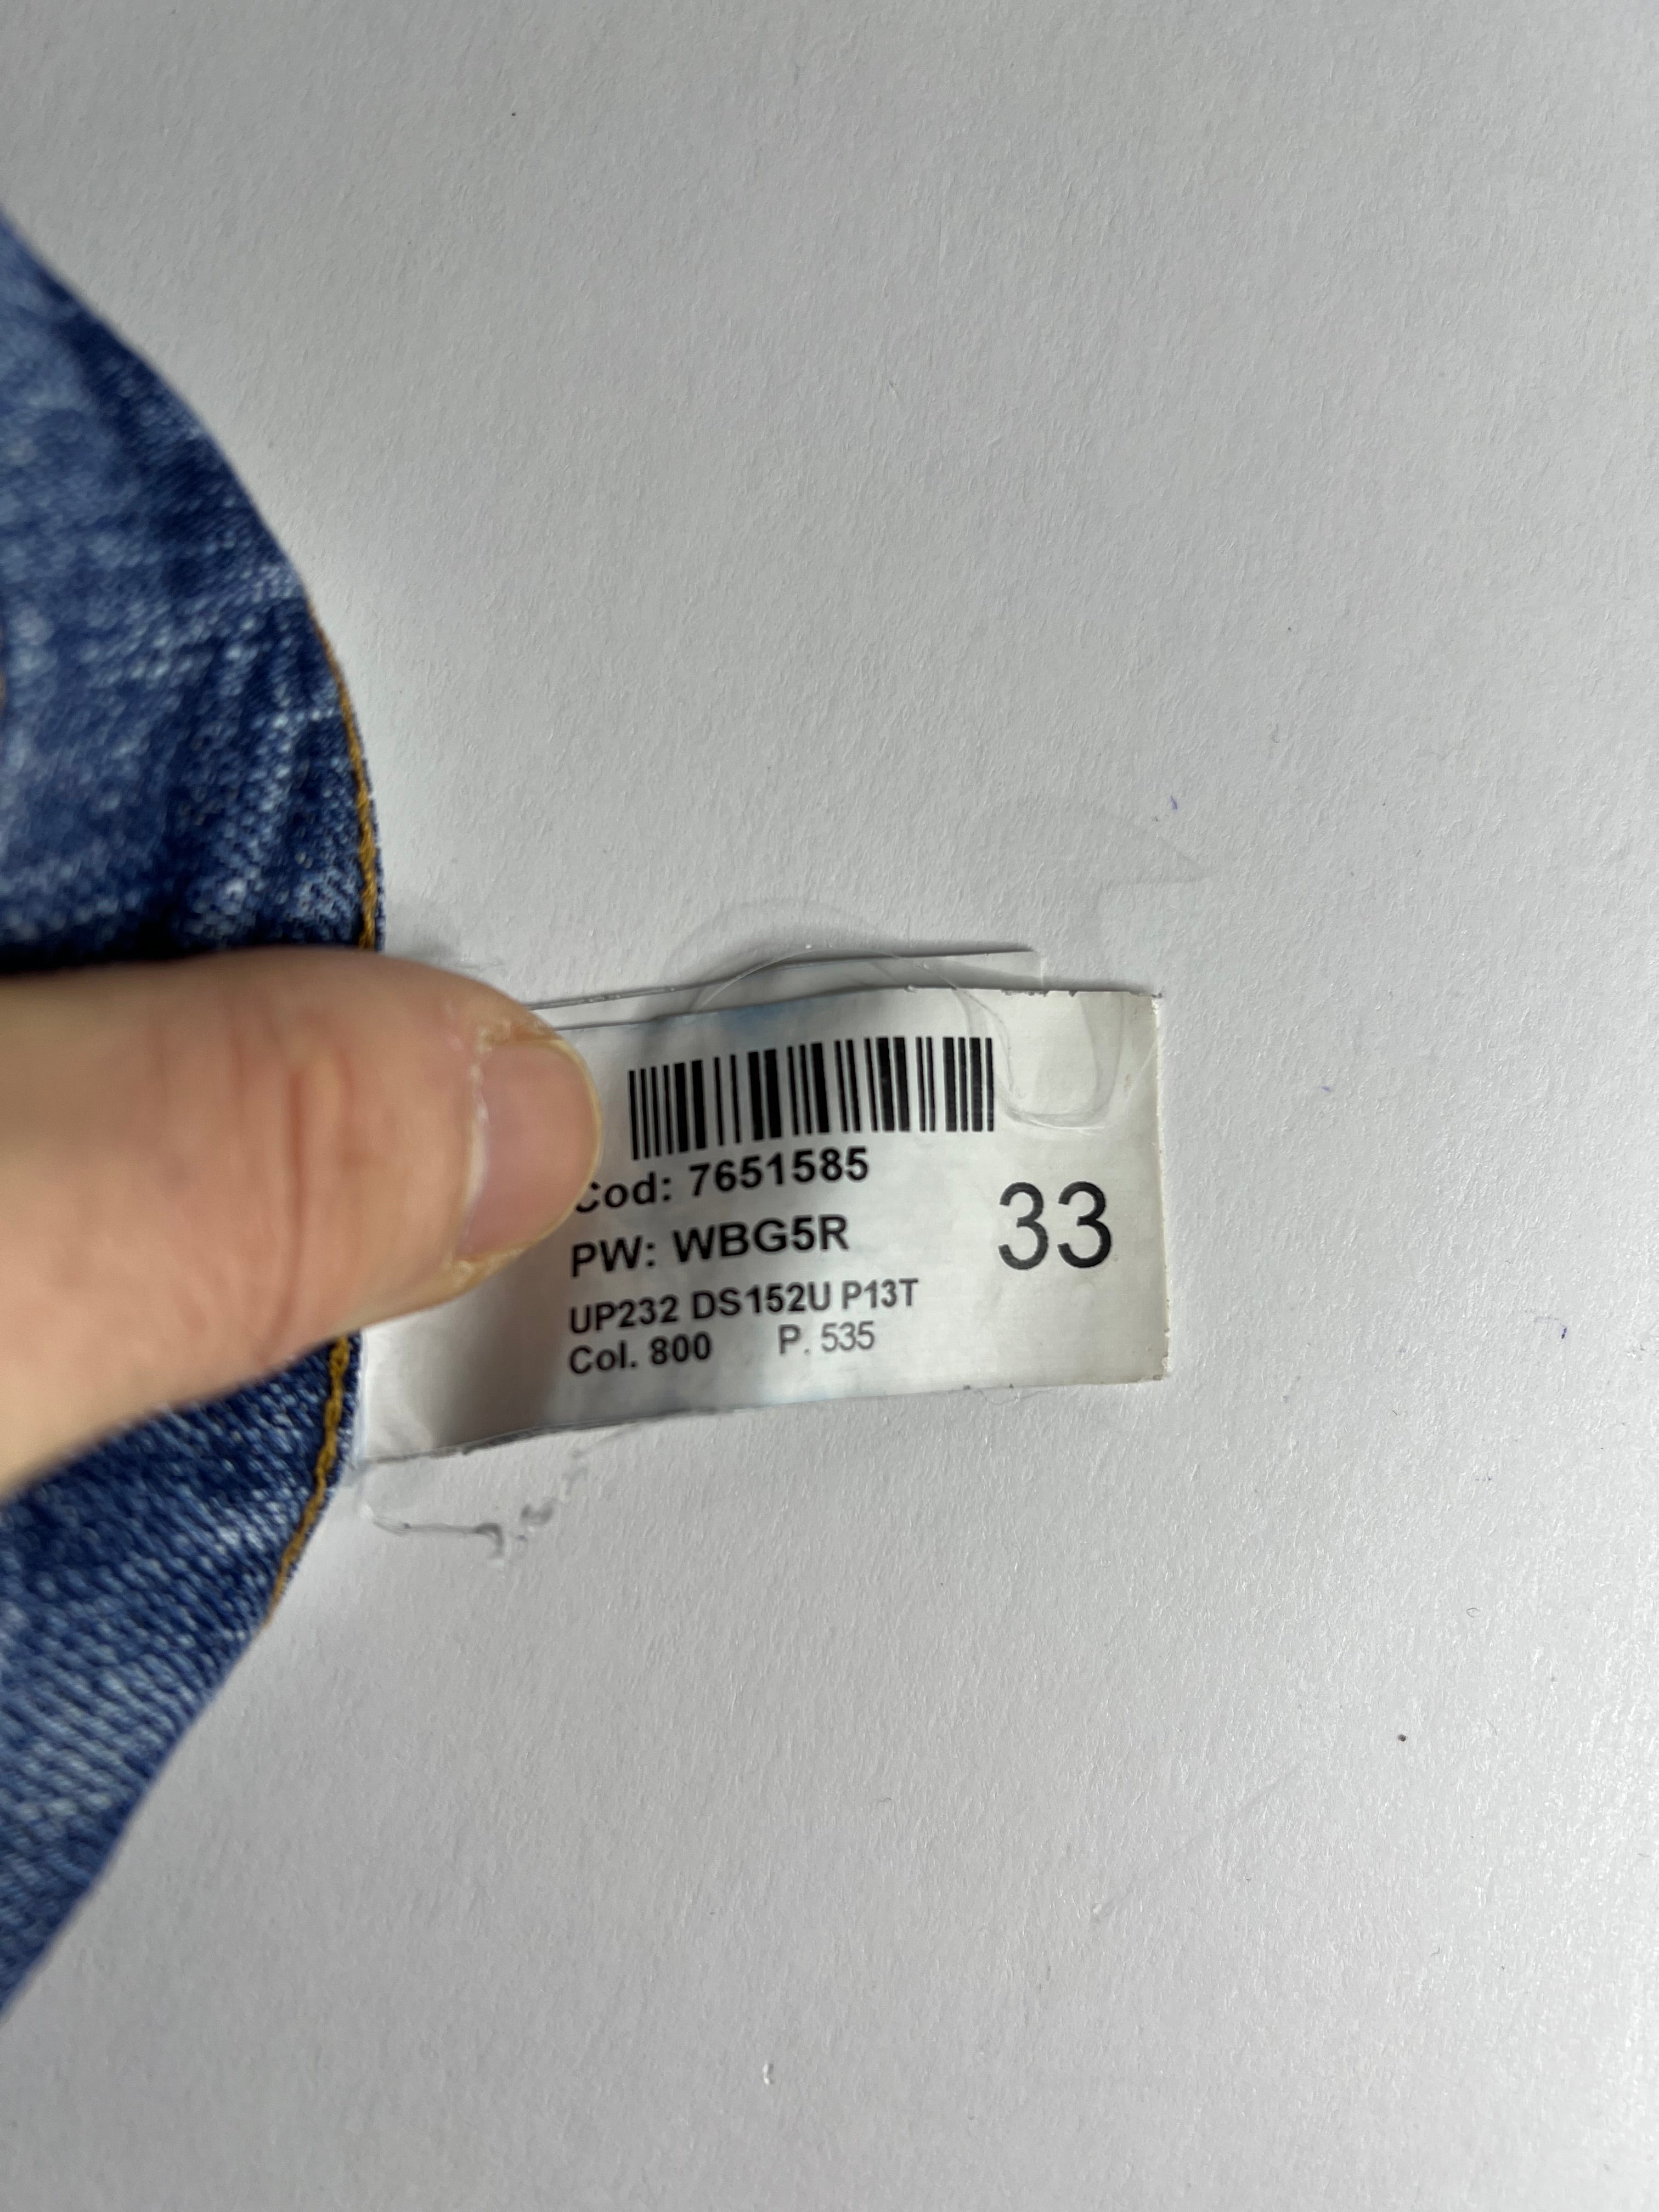 Cod: 7651585
PW: WBG5R
33
UP232 DS152U P13T
Col. 800 P. 535